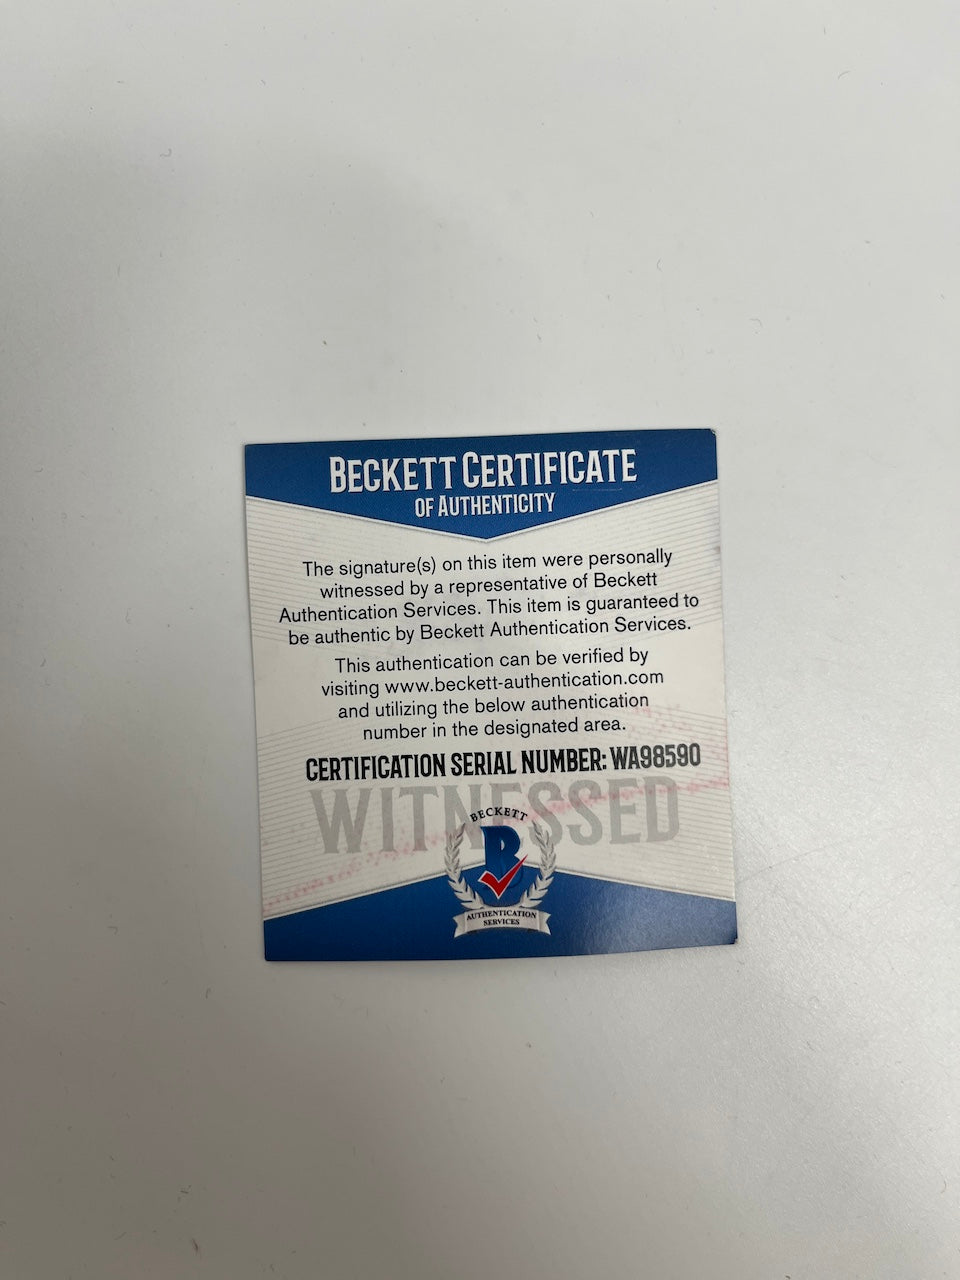 BECKETT CERTIFICATE
OF AUTHENTICITY
The signature(s) on this item were personally
witnessed by a representative of Beckett
Authentication Services. This item is guaranteed to
be authentic by Beckett Authentication Services.
This authentication can be verified by
visiting www.beckett-authentication.com
and utilizing the below authentication
number in the designated area.
CERTIFICATION SERIAL NUMBER: WA98590
WITNESSED
BECKETT
B
AUTHENTICATION
SERVICES